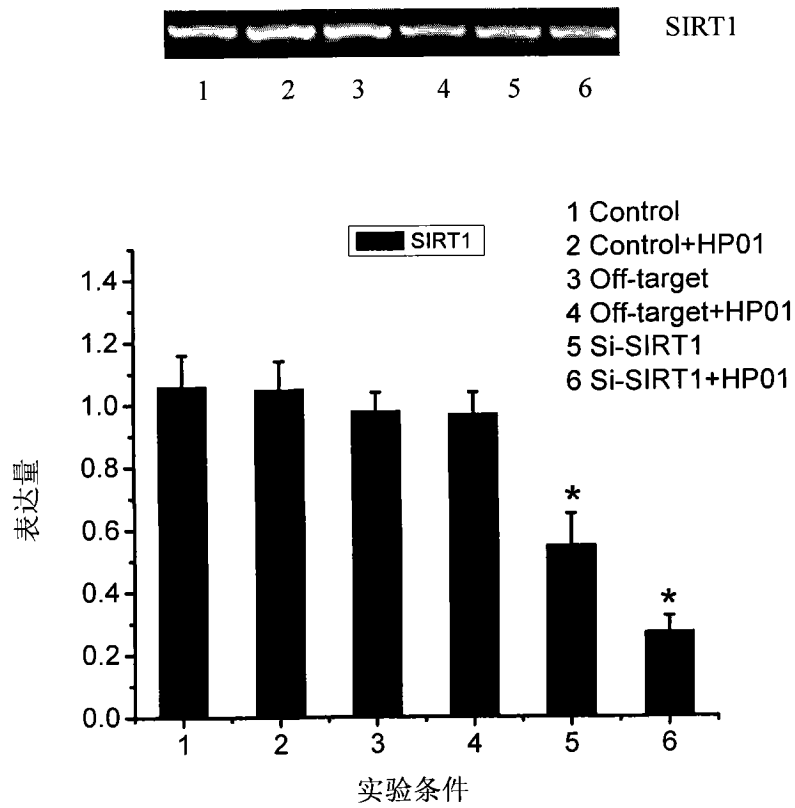 SIRT1
1 2 3 4 5 6
SIRT1
1 Control
2 Control+HP01
3 Off-target
4 Off-target+HP01
5 Si-SIRT1
6 Si-SIRT1+HP01
1.4
1.2
1.0
0.8
0.6
0.4
0.2
0.0
表达量
*
*
1 2 3 4 5 6
实验条件